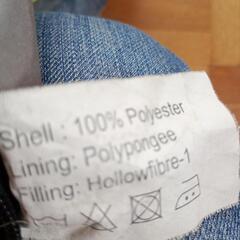 Shell : 100% Polyester
Lining: Polypongee
Filling: Hollowfibre-1